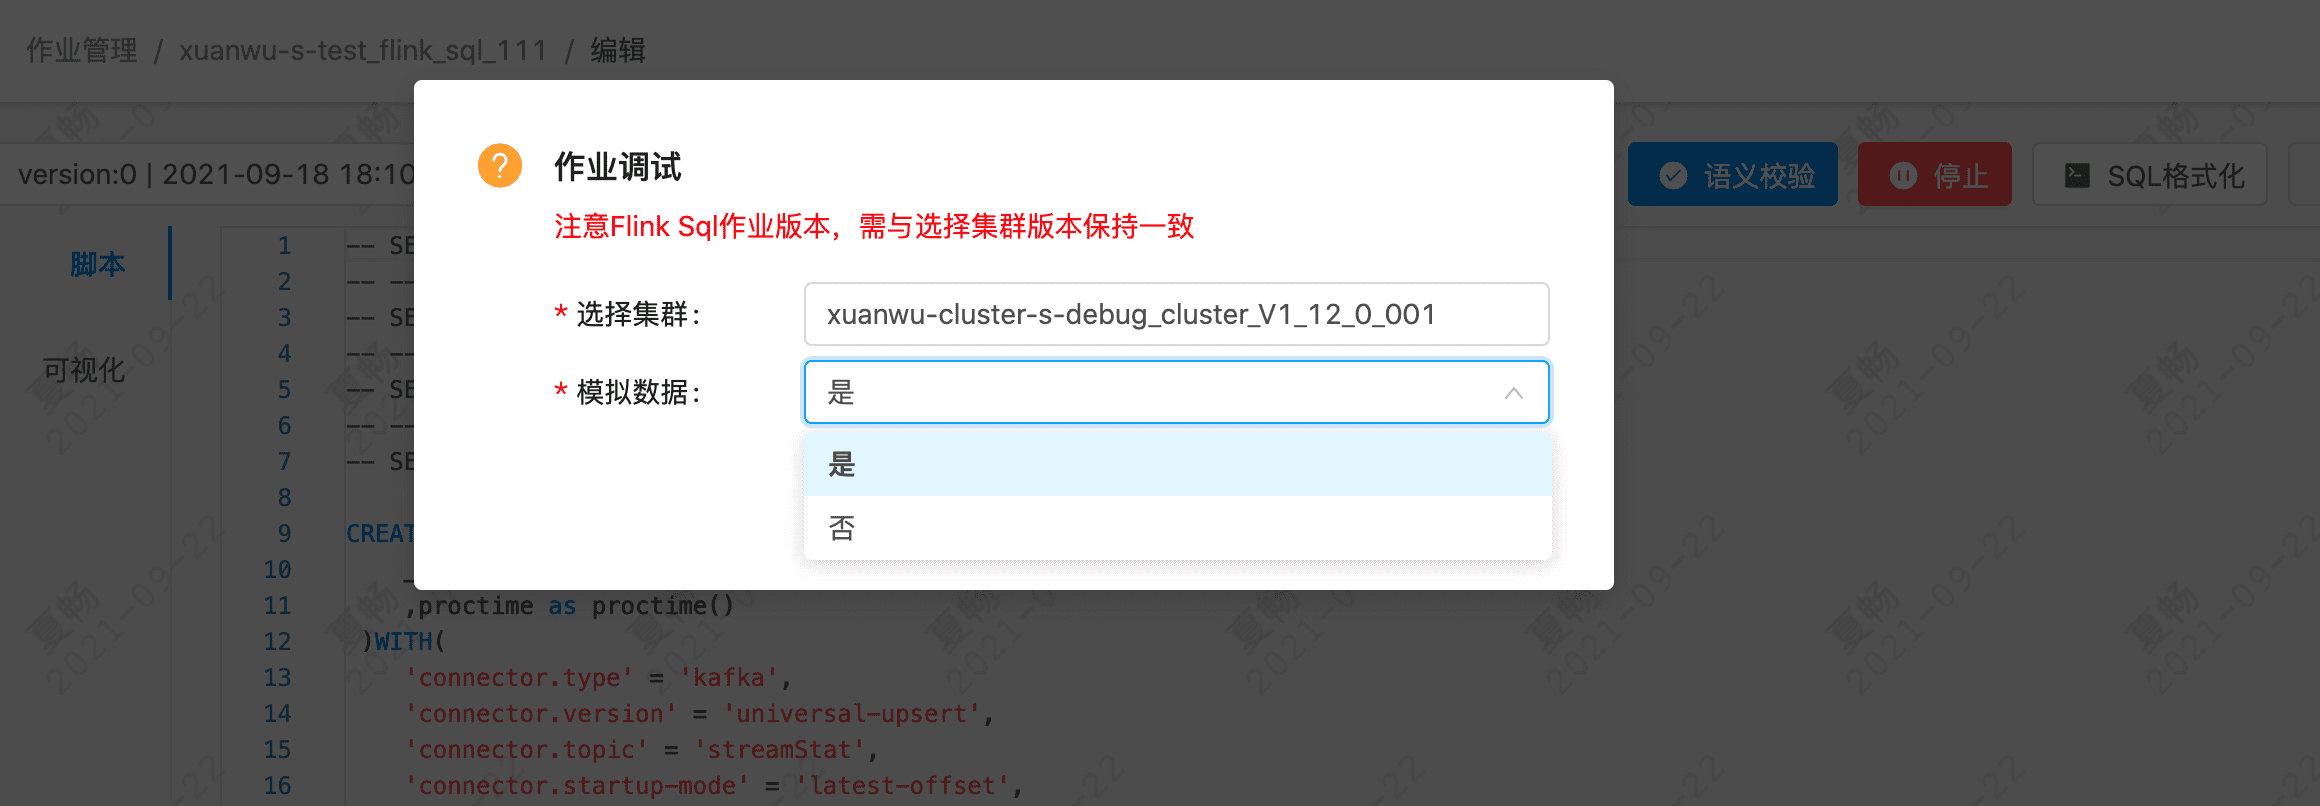 作业管理 / xuanwu-s-test_flink_sql_111 / 编辑
version:0 | 2021-09-18 18:10
语义校验
停止
SQL格式化
脚本
可视化
作业调试
注意Flink Sql作业版本，需与选择集群版本保持一致
* 选择集群：
xuanwu-cluster-s-debug_cluster_V1_12_0_001
* 模拟数据：
是
是
否
1 -- SE
2 -- --
3 -- SE
4 -- --
5 -- SE
6 -- --
7 -- SE
8
9 CREAT
10
11 ,proctime as proctime()
12 )WITH(
13 'connector.type' = 'kafka',
14 'connector.version' = 'universal-upsert',
15 'connector.topic' = 'streamStat',
16 'connector.startup-mode' = 'latest-offset',
夏畅
2021-09-22